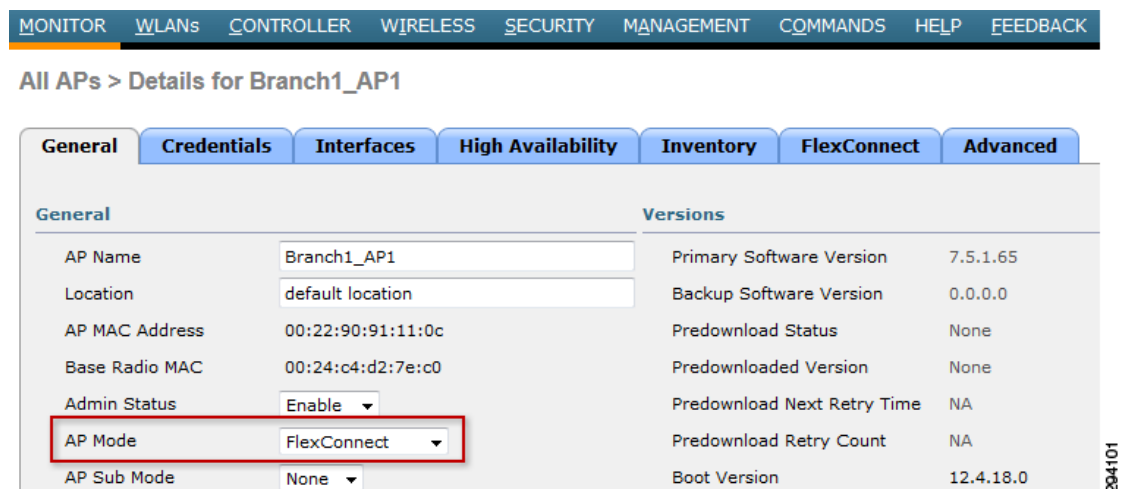 MONITOR WLANs CONTROLLER WIRELESS SECURITY MANAGEMENT COMMANDS HELP FEEDBACK
All APs > Details for Branch1_AP1
General Credentials Interfaces High Availability Inventory FlexConnect Advanced
General
AP Name Branch1_AP1
Location default location
AP MAC Address 00:22:90:91:11:0c
Base Radio MAC 00:24:c4:d2:7e:c0
Admin Status Enable
AP Mode FlexConnect
AP Sub Mode None
Versions
Primary Software Version 7.5.1.65
Backup Software Version 0.0.0.0
Predownload Status None
Predownloaded Version None
Predownload Next Retry Time NA
Predownload Retry Count NA
Boot Version 12.4.18.0
294101